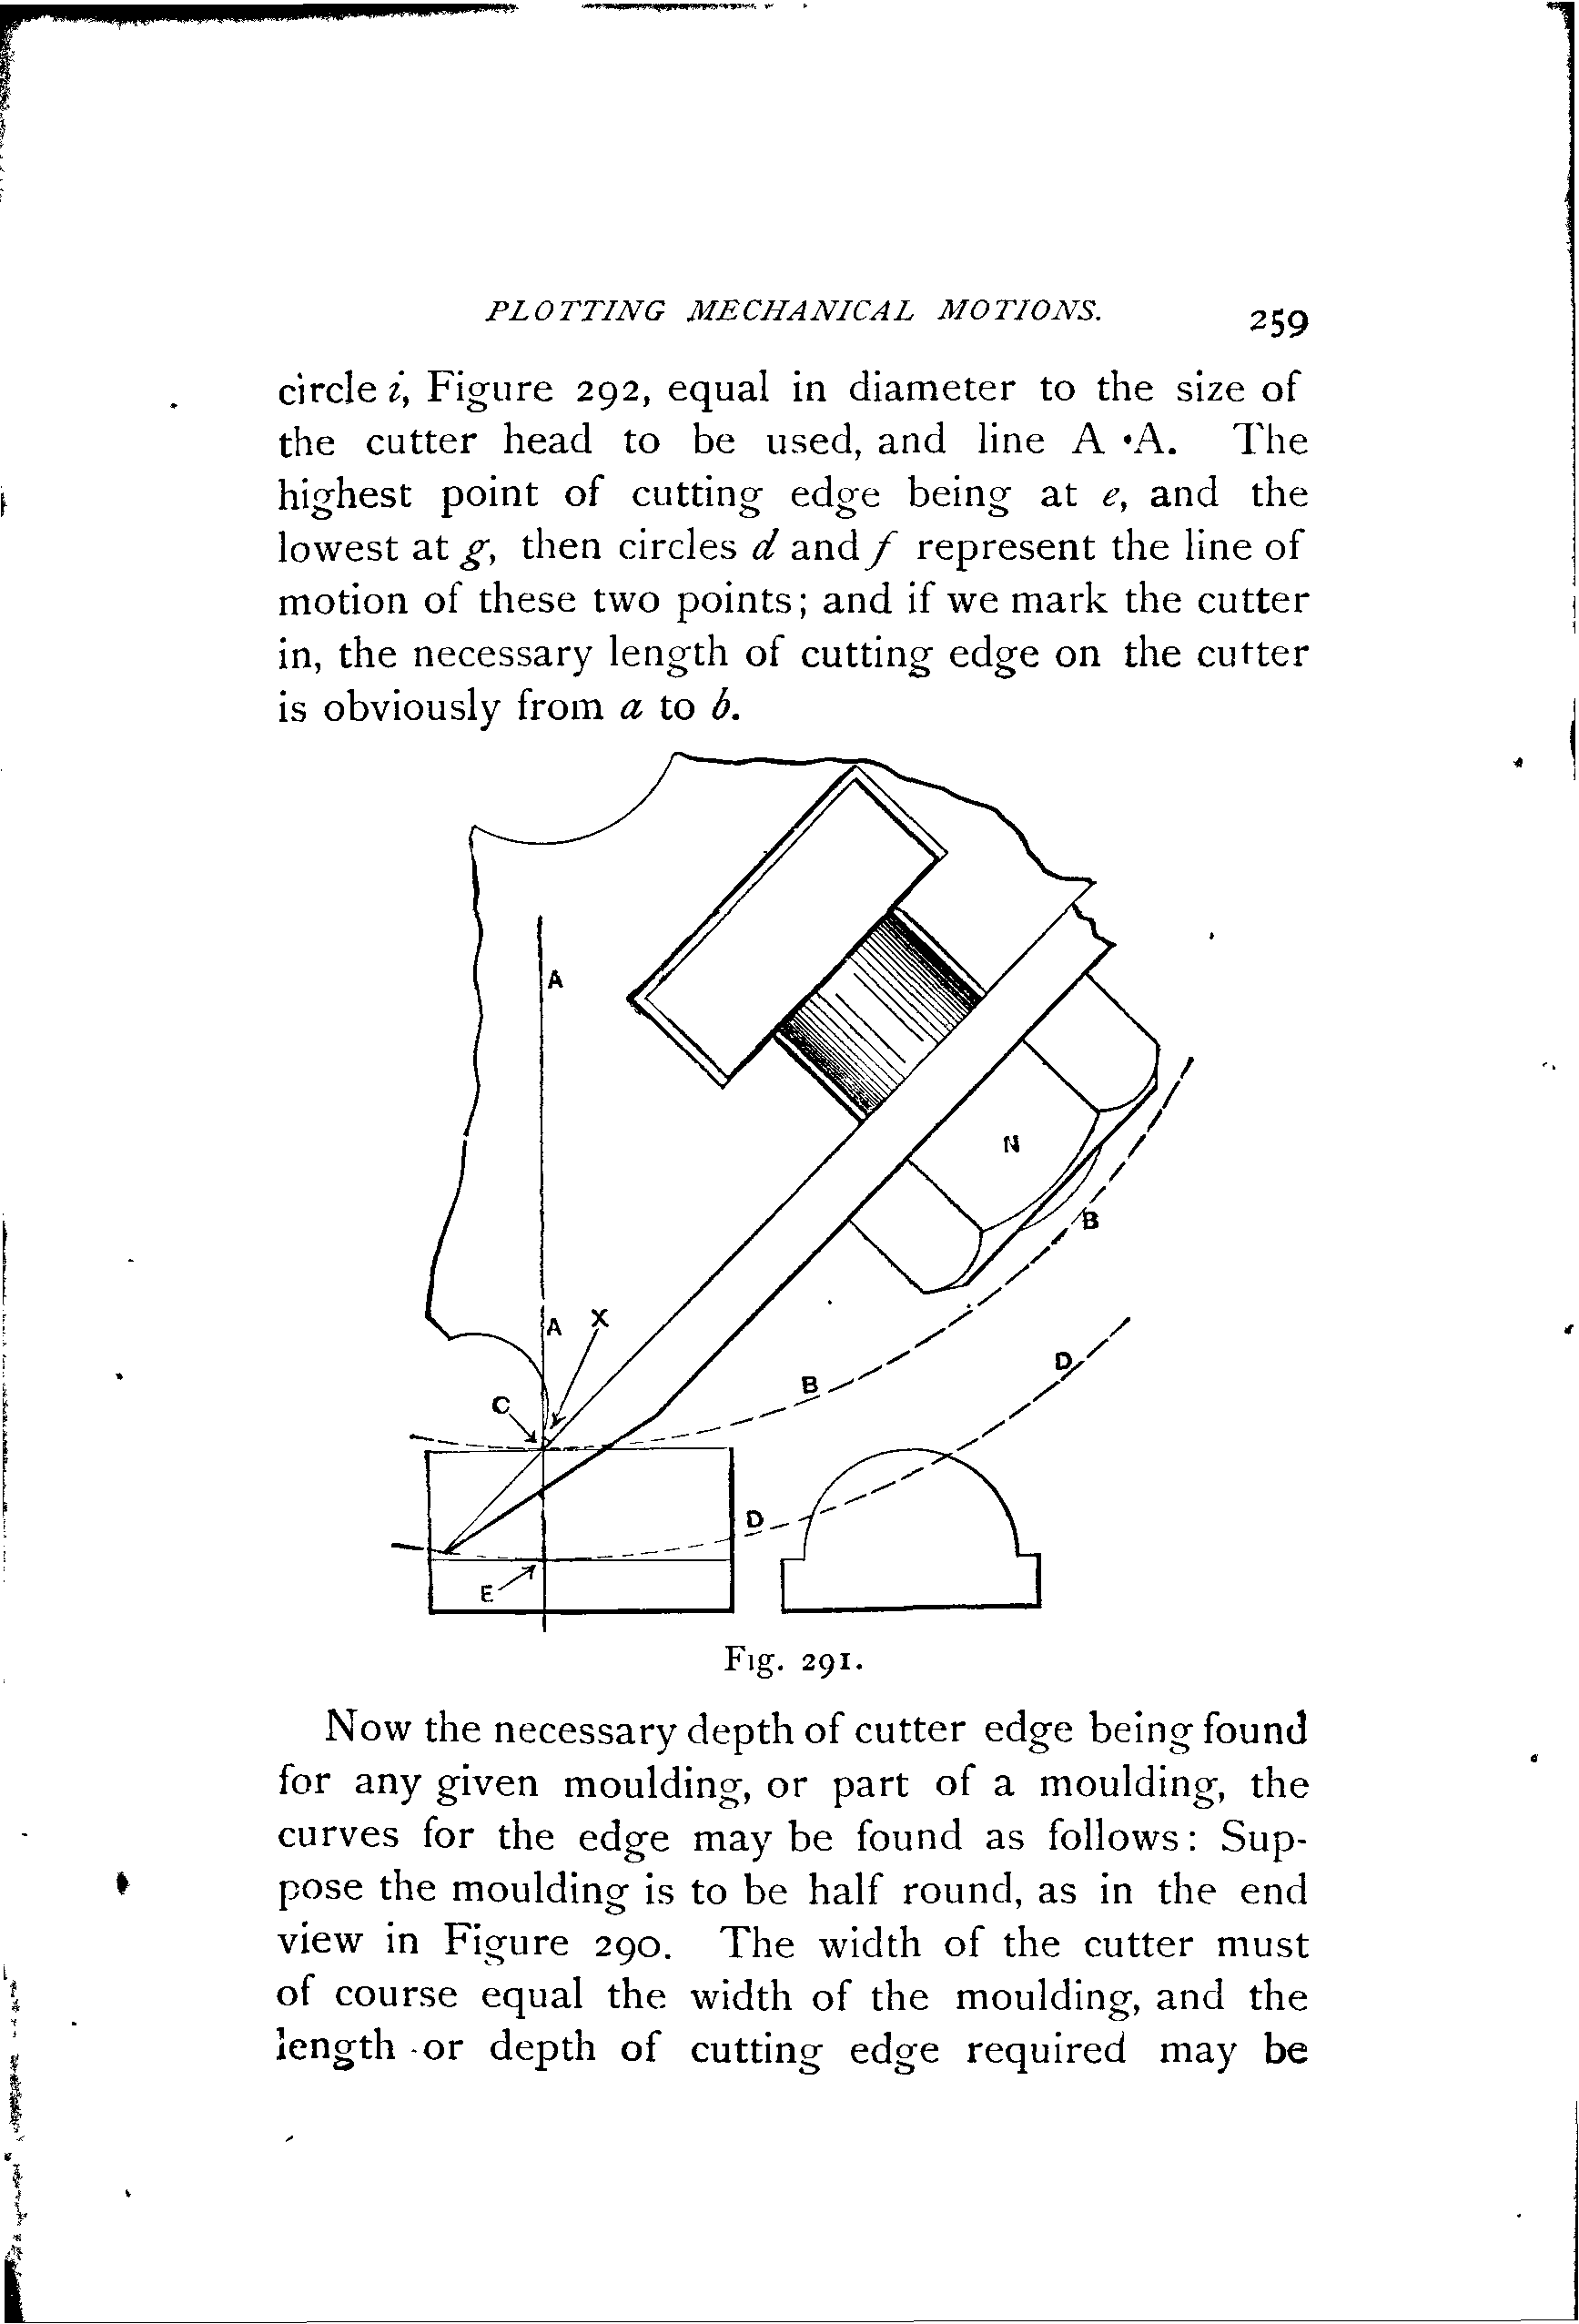 PLOTTING MECHANICAL MOTIONS. 259
circle i, Figure 292, equal in diameter to the size of
the cutter head to be used, and line A A. The
highest point of cutting edge being at e, and the
lowest at g, then circles d and f represent the line of
motion of these two points; and if we mark the cutter
in, the necessary length of cutting edge on the cutter
is obviously from a to b.
A
N
B
A X
D
B
C
D
E
Fig. 291.
Now the necessary depth of cutter edge being found
for any given moulding, or part of a moulding, the
curves for the edge may be found as follows: Sup-
pose the moulding is to be half round, as in the end
view in Figure 290. The width of the cutter must
of course equal the width of the moulding, and the
length or depth of cutting edge required may be